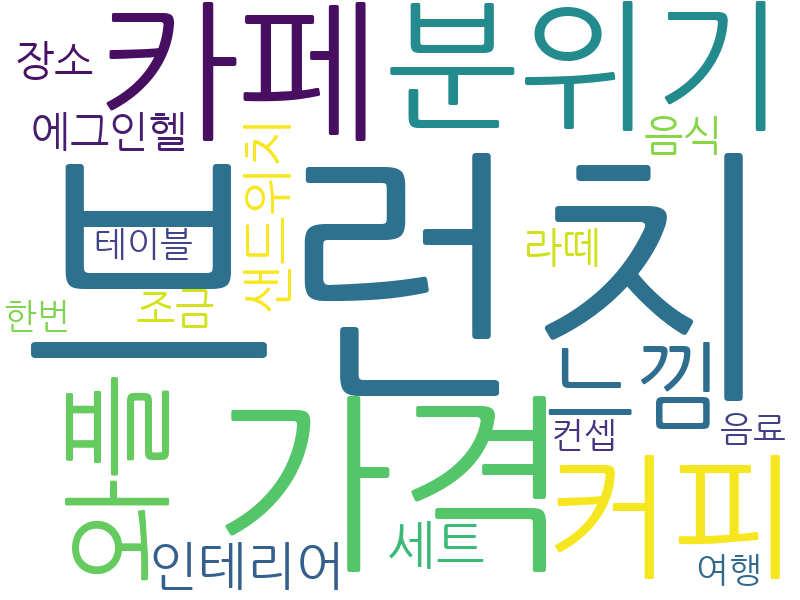 카페
분위기
장소
에그인헬
음식
샌드위치
브런치
테이블
라떼
한번
조금
느낌
와플
가격
컨셉
음료
커피
인테리어
세트
여행